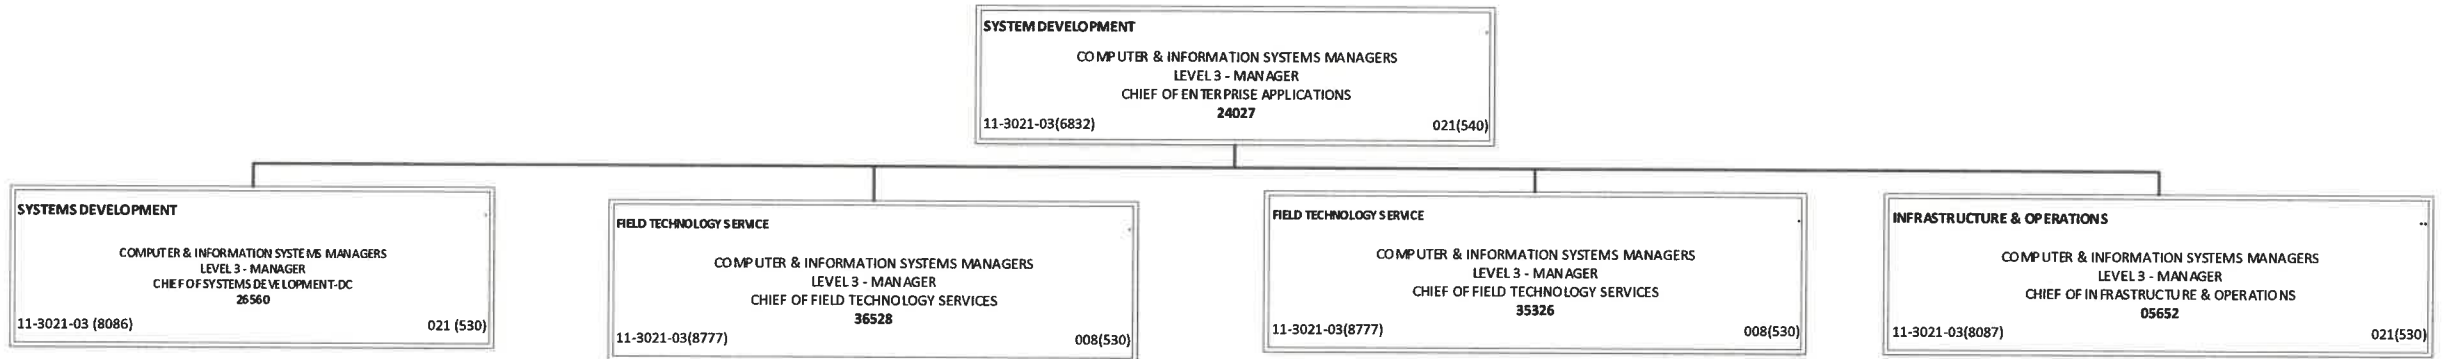 SYSTEM DEVELOPMENT
COMPUTER & INFORMATION SYSTEMS MANAGERS
LEVEL 3 - MANAGER
CHIEF OF ENTERPRISE APPLICATIONS
24027
11-3021-03(6832) 021(540)
SYSTEMS DEVELOPMENT
COMPUTER & INFORMATION SYSTEMS MANAGERS
LEVEL 3 - MANAGER
CHIEF OF SYSTEMS DEVELOPMENT-DC
26560
11-3021-03 (8086) 021 (530)
FIELD TECHNOLOGY SERVICE
COMPUTER & INFORMATION SYSTEMS MANAGERS
LEVEL 3 - MANAGER
CHIEF OF FIELD TECHNOLOGY SERVICES
36528
11-3021-03(8777) 008(530)
FIELD TECHNOLOGY SERVICE
COMPUTER & INFORMATION SYSTEMS MANAGERS
LEVEL 3 - MANAGER
CHIEF OF FIELD TECHNOLOGY SERVICES
35326
11-3021-03(8777) 008(530)
INFRASTRUCTURE & OPERATIONS
COMPUTER & INFORMATION SYSTEMS MANAGERS
LEVEL 3 - MANAGER
CHIEF OF INFRASTRUCTURE & OPERATIONS
05652
11-3021-03(8087) 021(530)